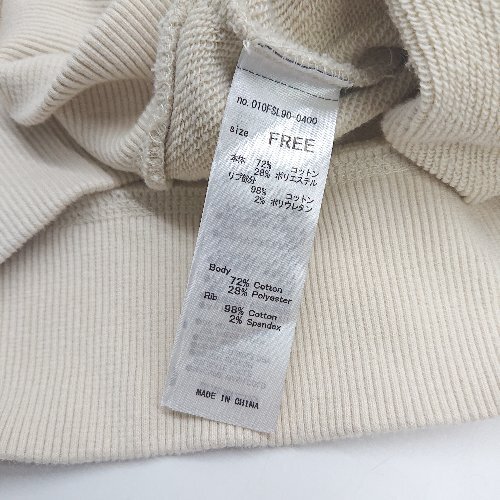 no. 010FSL90-0400
size FREE
本体 72% コットン
28% ポリエステル
リブ部分 98% コットン
2% ポリウレタン
Body
72% Cotton
28% Polyester
Rib
98% Cotton
2% Spandex
MADE IN CHINA